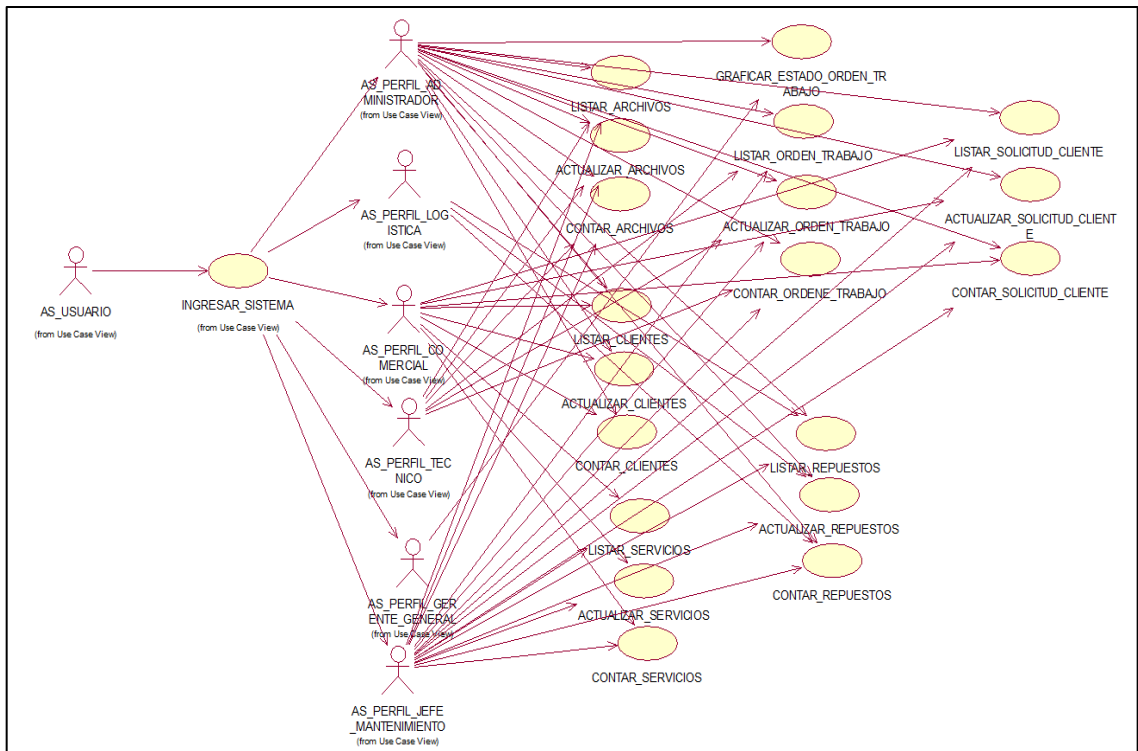 AS_USUARIO
(from Use Case View)
INGRESAR_SISTEMA
(from Use Case View)
AS_PERFIL_AD
MINISTRADOR
(from Use Case View)
AS_PERFIL_LOG
ISTICA
(from Use Case View)
AS_PERFIL_CO
MERCIAL
(from Use Case View)
AS_PERFIL_TEC
NICO
(from Use Case View)
AS_PERFIL_GER
ENTE_GENERAL
(from Use Case View)
AS_PERFIL_JEFE
_MANTENIMIENTO
(from Use Case View)
LISTAR_ARCHIVOS
ACTUALIZAR_ARCHIVOS
CONTAR_ARCHIVOS
LISTAR_CLIENTES
ACTUALIZAR_CLIENTES
CONTAR_CLIENTES
LISTAR_SERVICIOS
ACTUALIZAR_SERVICIOS
CONTAR_SERVICIOS
GRAFICAR_ESTADO_ORDEN_TR
ABAJO
LISTAR_ORDEN_TRABAJO
ACTUALIZAR_ORDEN_TRABAJO
CONTAR_ORDENE_TRABAJO
LISTAR_REPUESTOS
ACTUALIZAR_REPUESTOS
CONTAR_REPUESTOS
LISTAR_SOLICITUD_CLIENTE
ACTUALIZAR_SOLICITUD_CLIENT
E
CONTAR_SOLICITUD_CLIENTE